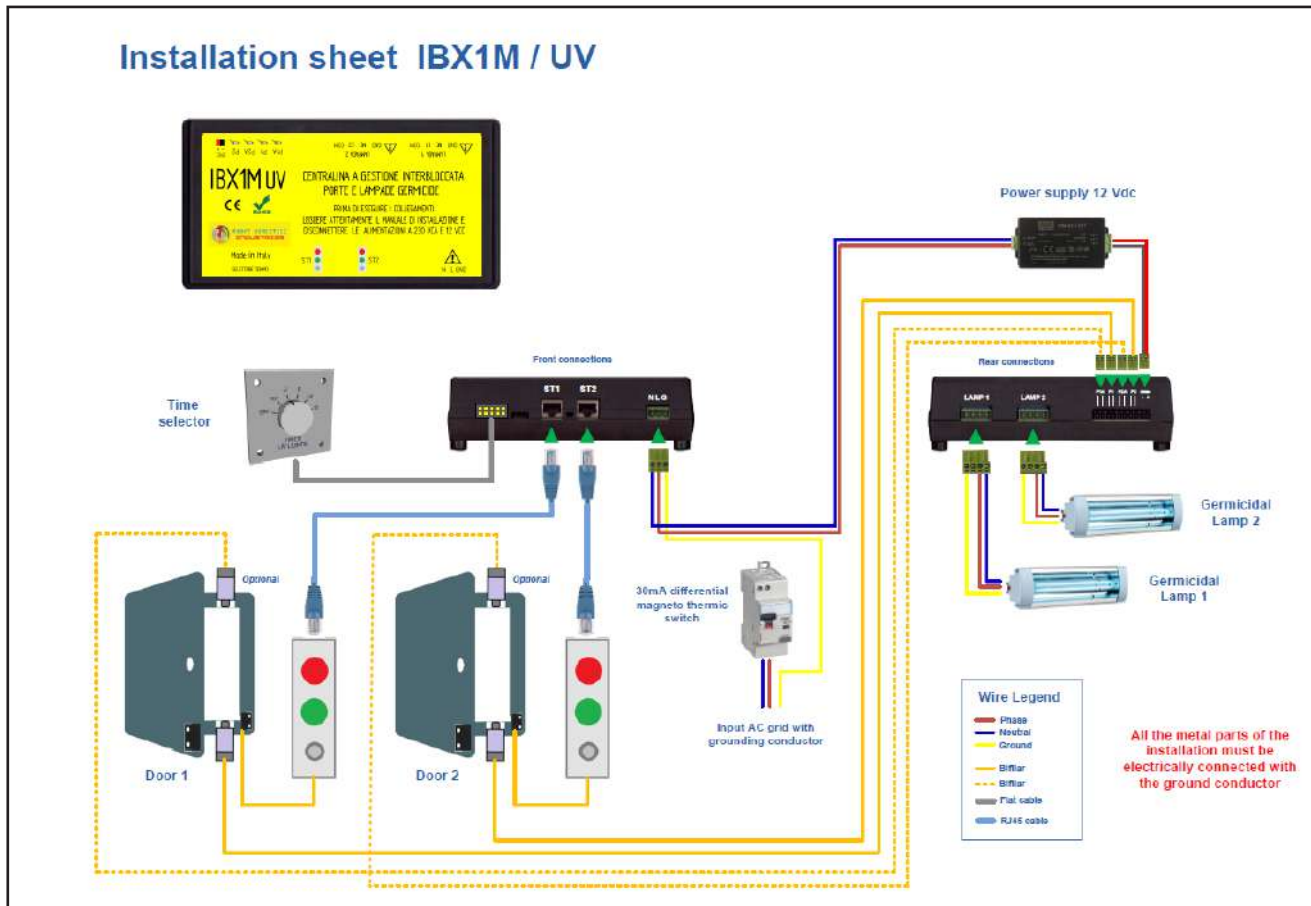 Installation sheet IBX1M / UV
IBX1M UV
CENTRALINA A GESTIONE INTERBLOCCATA
PORTE E LAMPADE GERMICIDE
PRIMA DI ESEGUIRE I COLLEGAMENTI
LEGGERE ATTENTAMENTE IL MANUALE DI INSTALLAZIONE E
DISCONNETTERE LE ALIMENTAZIONI A 230 VCA E 12 VCC
Made in Italy
ST1
ST2
N L GND
Power supply 12 Vdc
Front connections
Rear connections
ST1 ST2
N L G
LAMP 1
LAMP 2
Time
selector
Germicidal
Lamp 2
Germicidal
Lamp 1
Optional
Optional
30mA differential
magneto thermic
switch
Input AC grid with
grounding conductor
Door 1
Door 2
Wire Legend
Phase
Neutral
Ground
Bifilar
Bifilar
Flat cable
RJ45 cable
All the metal parts of the
installation must be
electrically connected with
the ground conductor